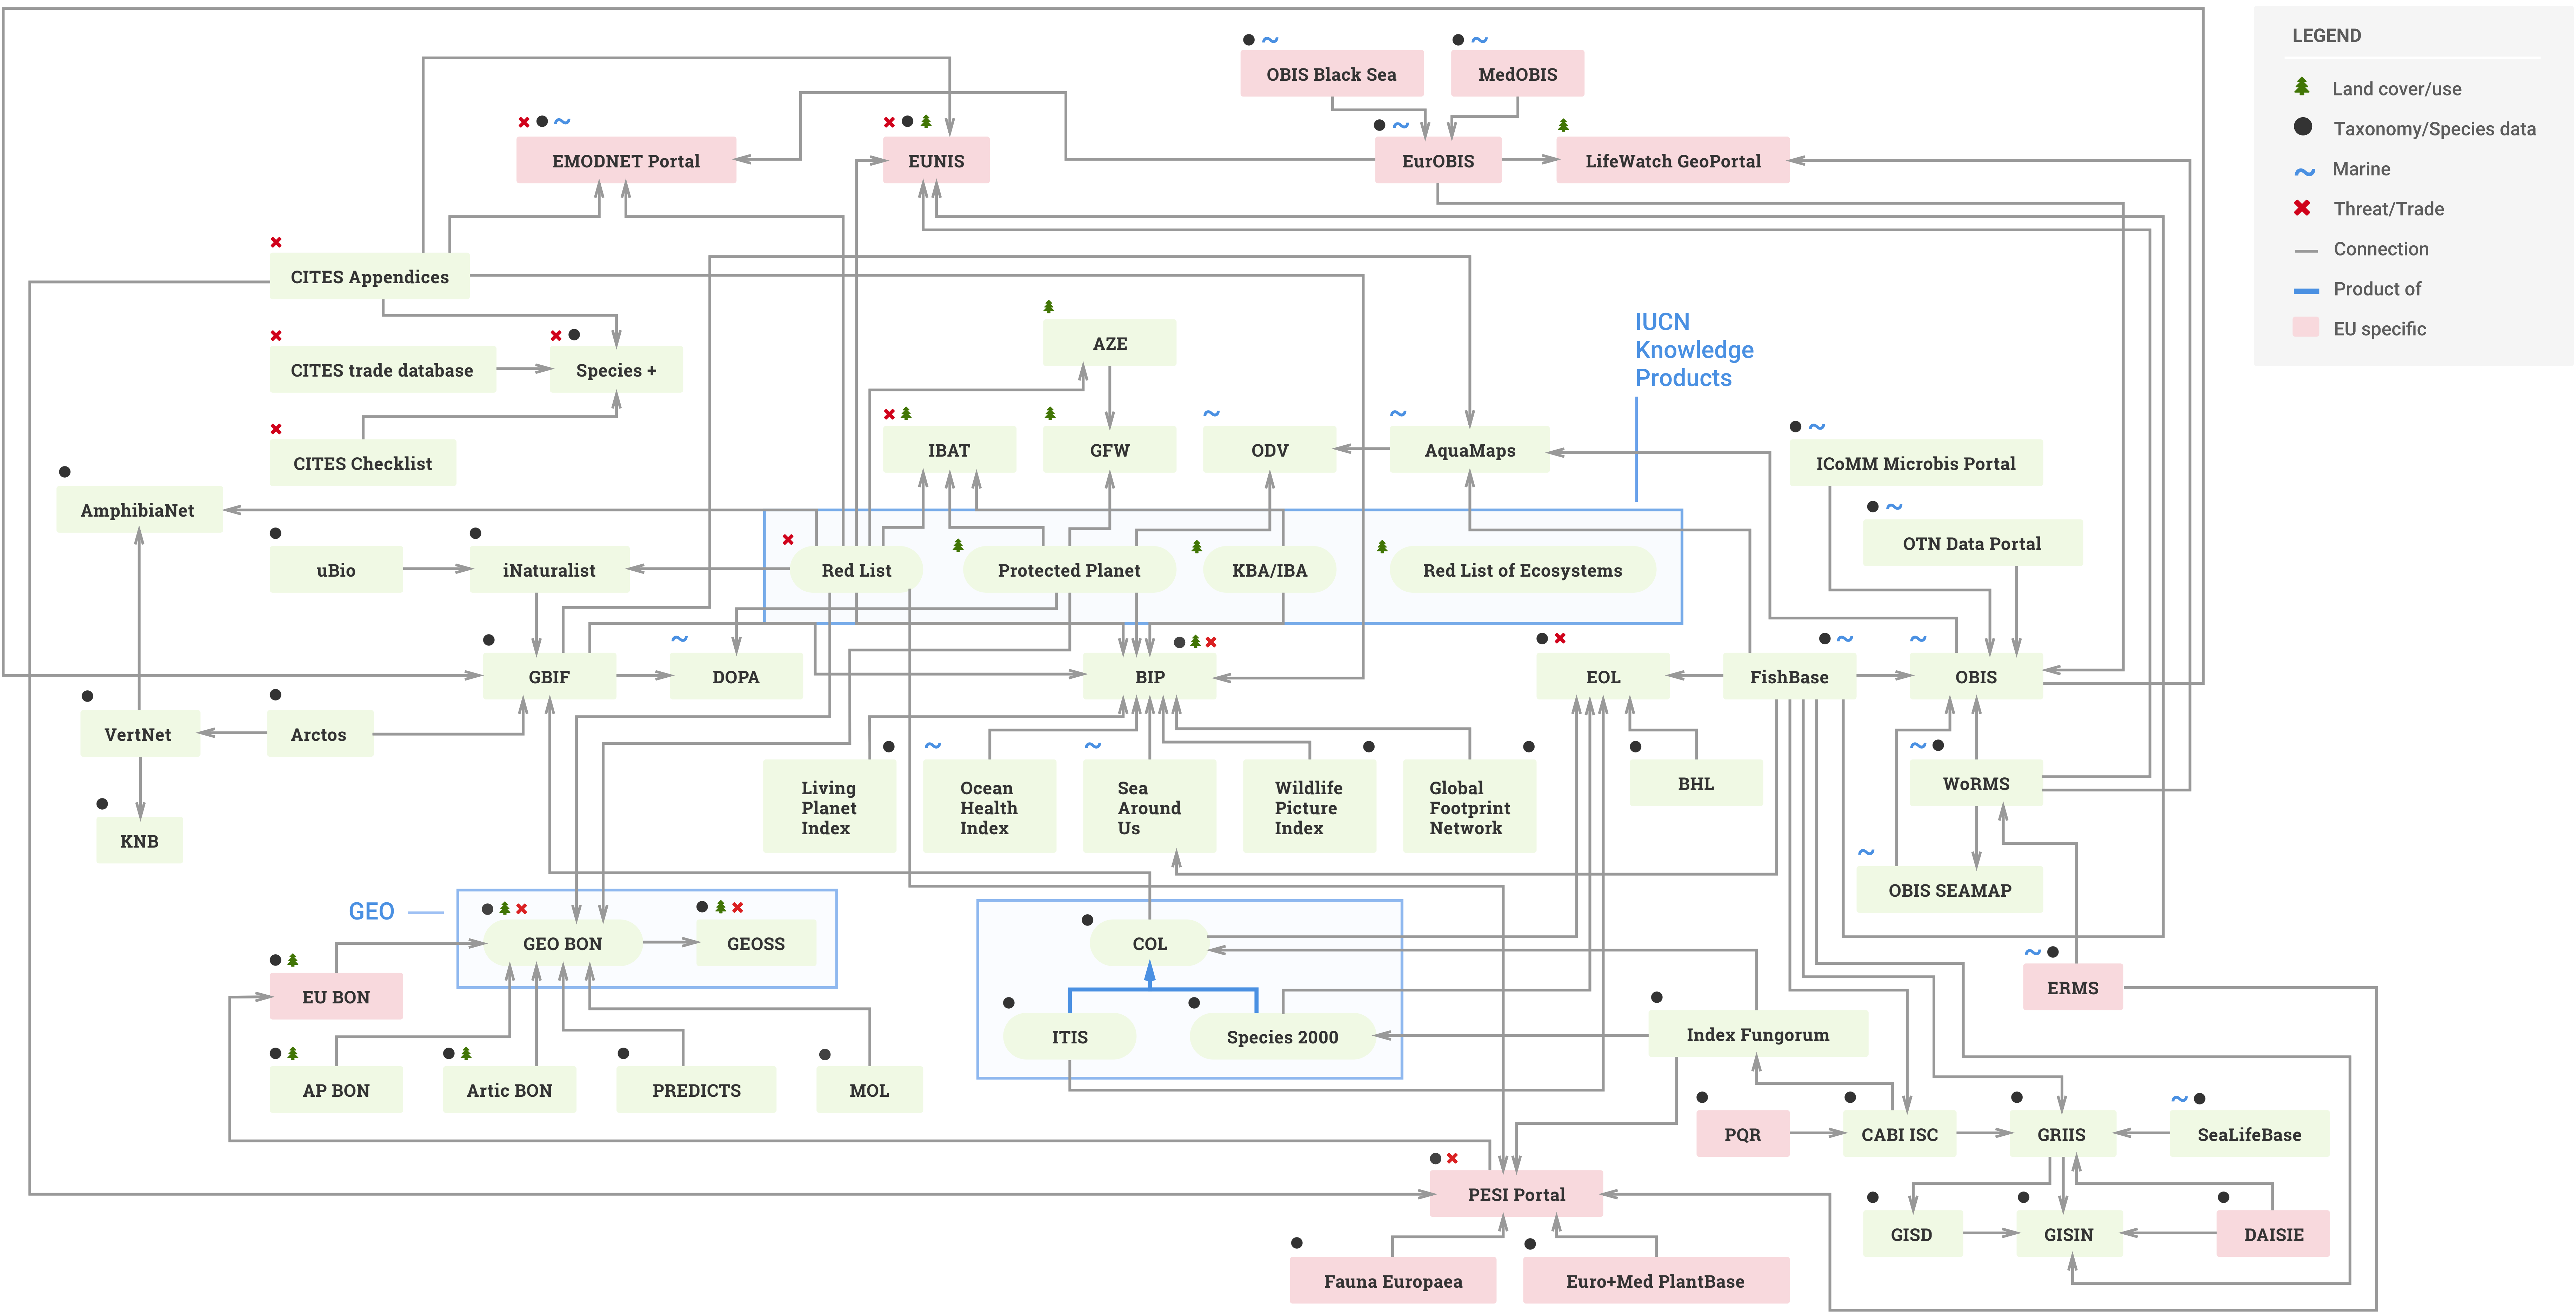 LEGEND
Land cover/use
Taxonomy/Species data
Marine
Threat/Trade
Connection
Product of
EU specific
OBIS Black Sea
MedOBIS
EMODNET Portal
EUNIS
EurOBIS
LifeWatch GeoPortal
CITES Appendices
AZE
IUCN
Knowledge
Products
CITES trade database
Species +
CITES Checklist
IBAT
GFW
ODV
AquaMaps
ICoMM Microbis Portal
AmphibiaNet
OTN Data Portal
uBio
iNaturalist
Red List
Protected Planet
KBA/IBA
Red List of Ecosystems
GBIF
DOPA
BIP
EOL
FishBase
OBIS
VertNet
Arctos
Living
Planet
Index
Ocean
Health
Index
Sea
Around
Us
Wildlife
Picture
Index
Global
Footprint
Network
BHL
WoRMS
KNB
OBIS SEAMAP
GEO
GEO BON
GEOSS
COL
EU BON
ERMS
ITIS
Species 2000
Index Fungorum
AP BON
Artic BON
PREDICTS
MOL
PQR
CABI ISC
GRIIS
SeaLifeBase
PESI Portal
GISD
GISIN
DAISIE
Fauna Europaea
Euro+Med PlantBase